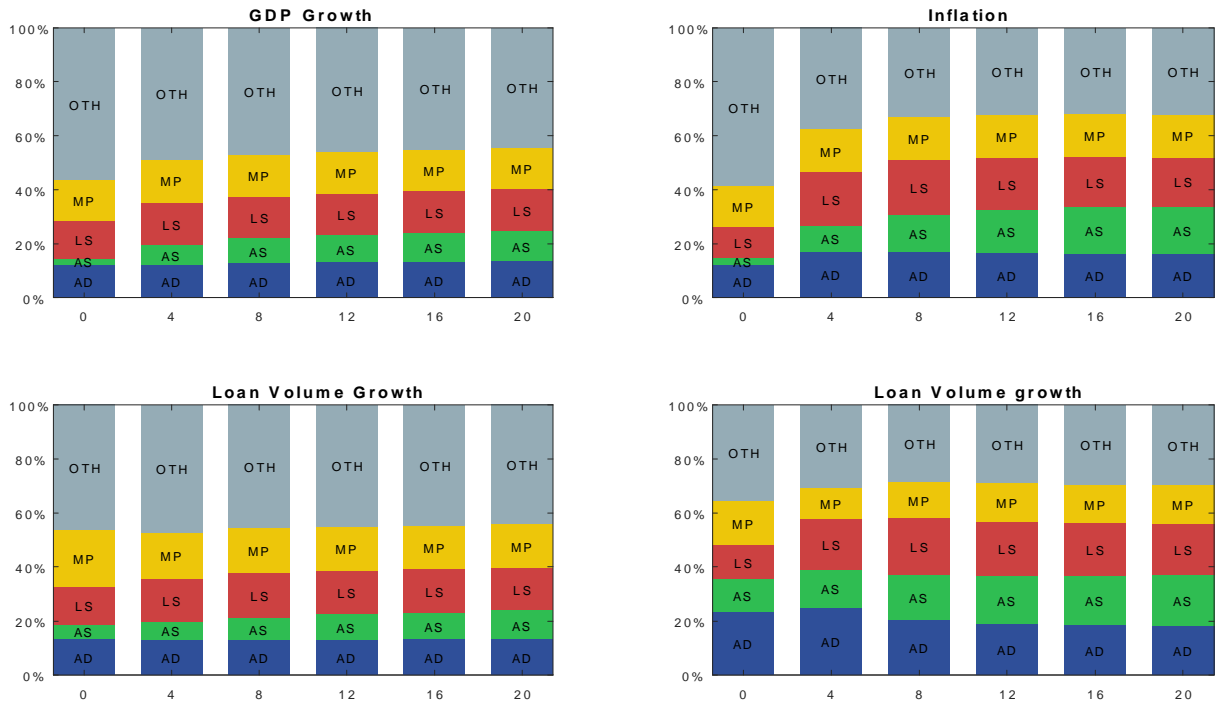 GDP Growth
100%
80%
60%
40%
20%
0%
OTH OTH OTH OTH OTH OTH
MP MP MP MP MP MP
LS LS LS LS LS LS
AS AS AS AS AS AS
AD AD AD AD AD AD
0 4 8 12 16 20
Inflation
100%
80%
60%
40%
20%
0%
OTH OTH OTH OTH OTH OTH
MP MP MP MP MP MP
LS LS LS LS LS LS
AS AS AS AS AS AS
AD AD AD AD AD AD
0 4 8 12 16 20
Loan Volume Growth
100%
80%
60%
40%
20%
0%
OTH OTH OTH OTH OTH OTH
MP MP MP MP MP MP
LS LS LS LS LS LS
AS AS AS AS AS AS
AD AD AD AD AD AD
0 4 8 12 16 20
Loan Volume growth
100%
80%
60%
40%
20%
0%
OTH OTH OTH OTH OTH OTH
MP MP MP MP MP MP
LS LS LS LS LS LS
AS AS AS AS AS AS
AD AD AD AD AD AD
0 4 8 12 16 20